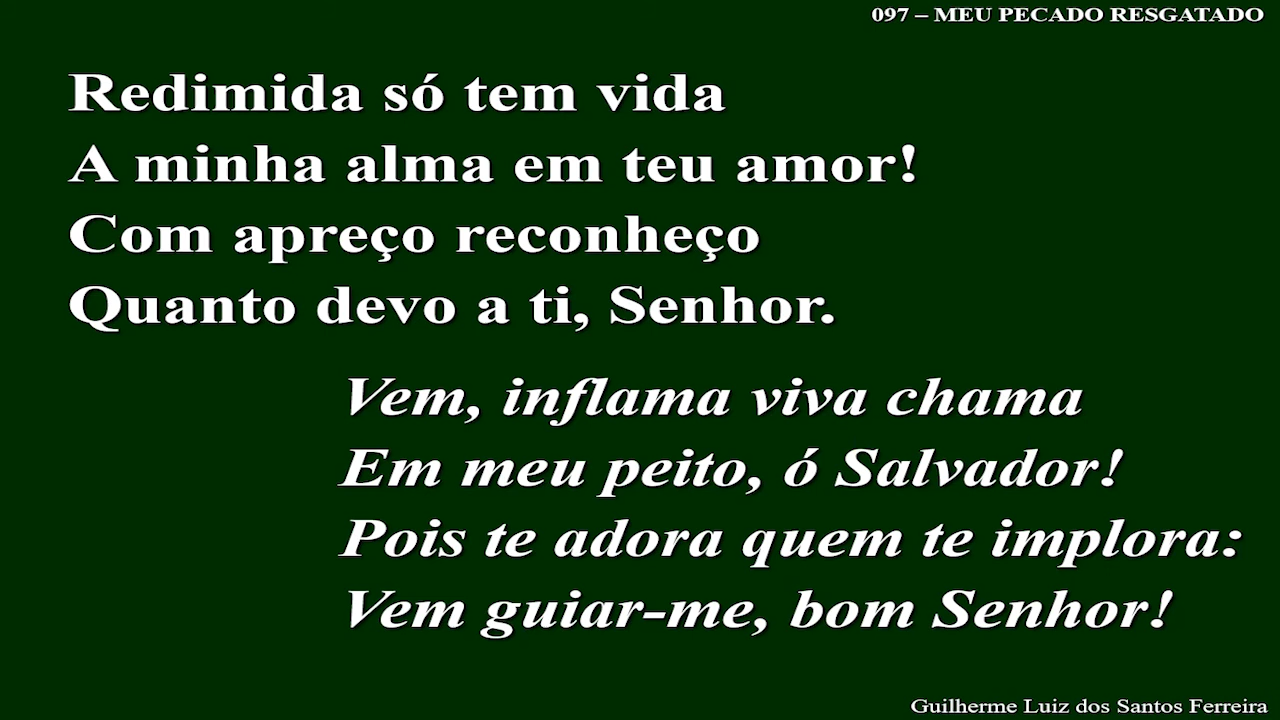 097 – MEU PECADO RESGATADO
Redimida só tem vida
A minha alma em teu amor!
Com apreço reconheço
Quanto devo a ti, Senhor.
Vem, inflama viva chama
Em meu peito, ó Salvador!
Pois te adora quem te implora:
Vem guiar-me, bom Senhor!
Guilherme Luiz dos Santos Ferreira